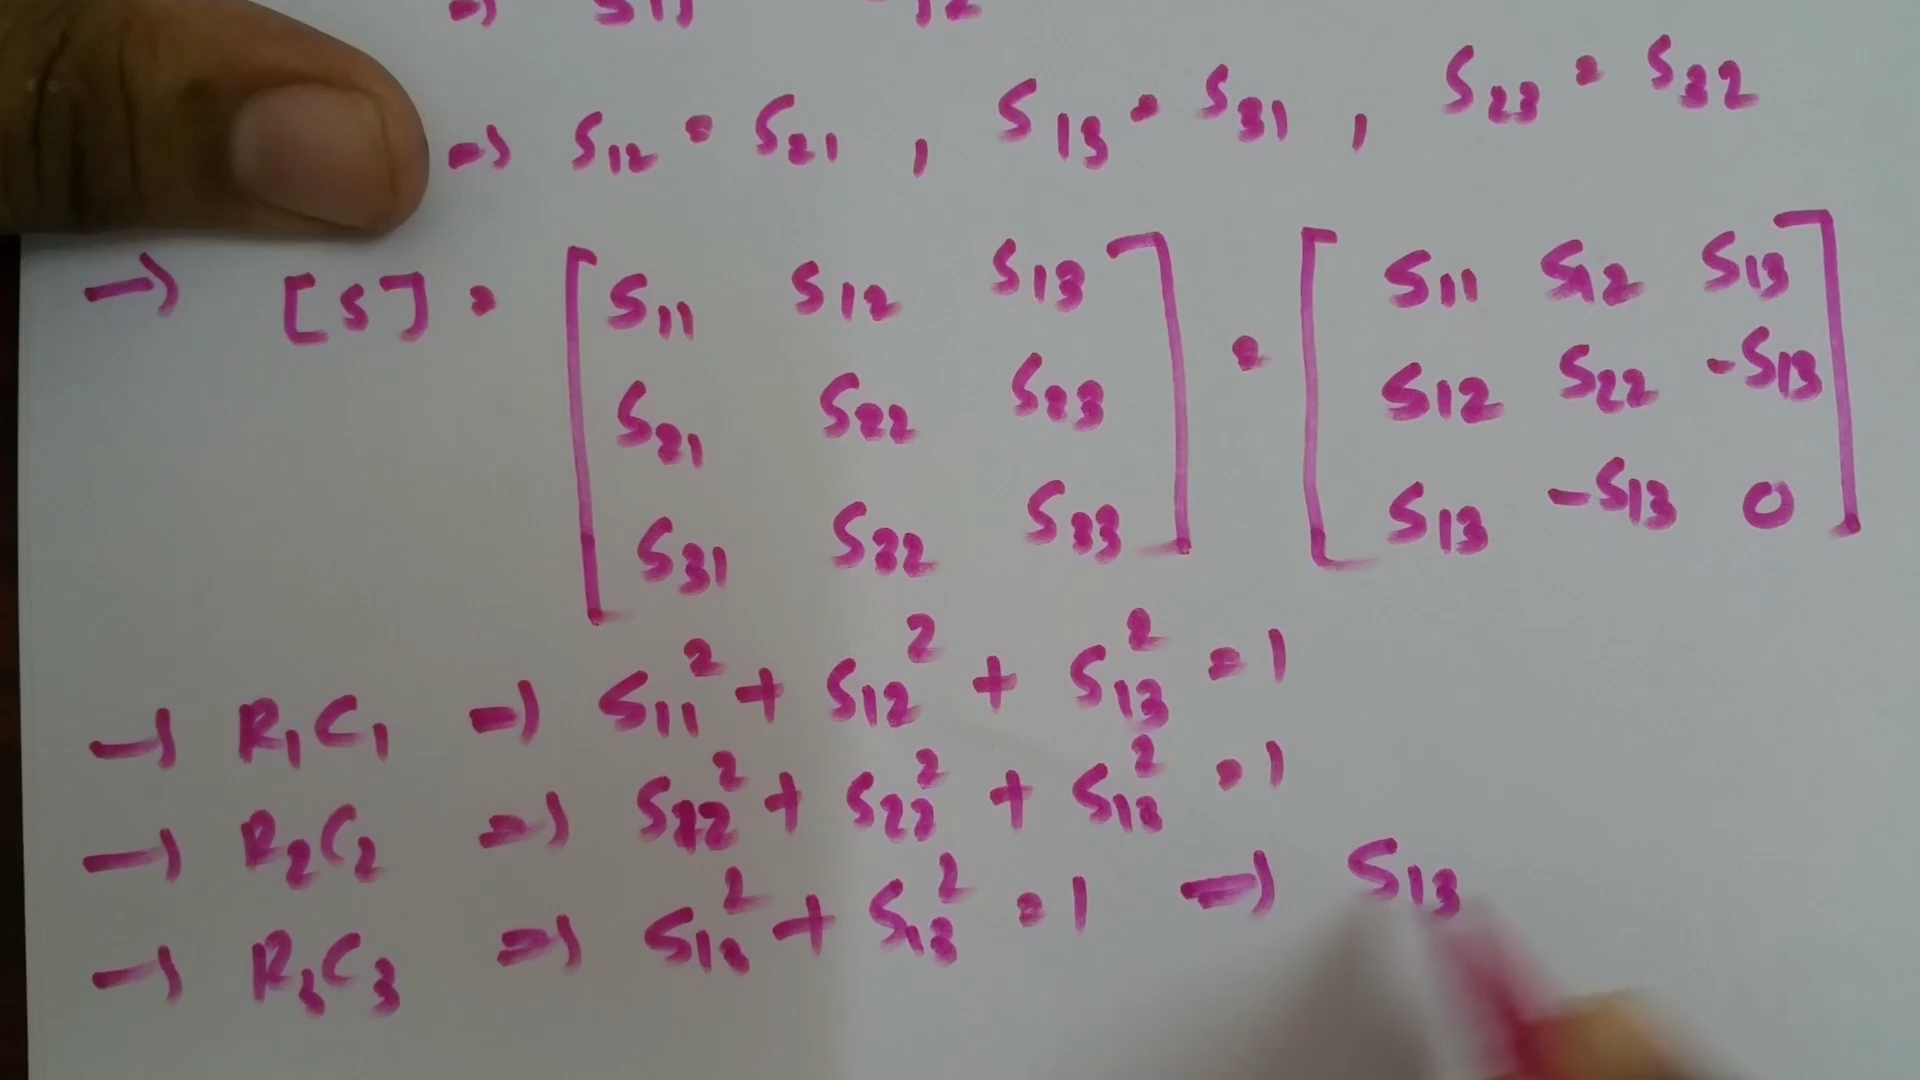 ⇒ S12 = S21 , S13 = S31 , S23 = S32
→ [S] = [ S11 S12 S13 ] = [ S11 S12 S13 ]
S21 S22 S23 S12 S22 -S13
S31 S32 S33 S13 -S13 0
→ R1C1 ⇒ S11² + S12² + S13² = 1
→ R2C2 ⇒ S12² + S22² + S13² = 1
→ R3C3 ⇒ S13² + S13² = 1 ⇒ S13